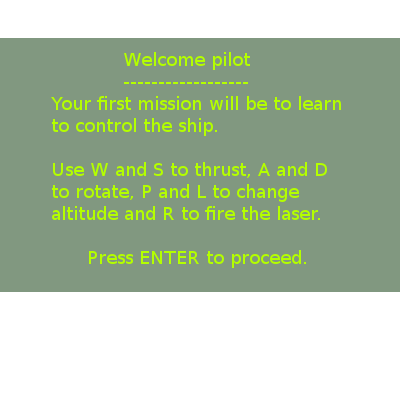 Welcome pilot
------------------
Your first mission will be to learn
to control the ship.
Use W and S to thrust, A and D
to rotate, P and L to change
altitude and R to fire the laser.
Press ENTER to proceed.